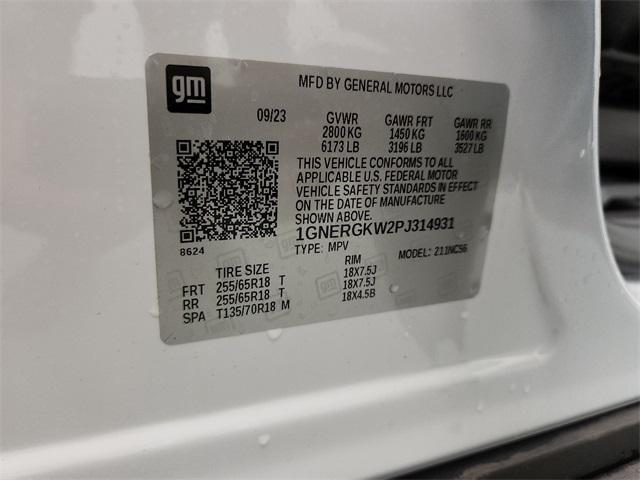 gm
MFD BY GENERAL MOTORS LLC
09/23 GVWR GAWR FRT GAWR RR
2800 KG 1450 KG 1600 KG
6173 LB 3196 LB 3527 LB
THIS VEHICLE CONFORMS TO ALL
APPLICABLE U.S. FEDERAL MOTOR
VEHICLE SAFETY STANDARDS IN EFFECT
ON THE DATE OF MANUFACTURE
SHOWN ABOVE.
1GNERGKW2PJ314931
8624 TYPE: MPV MODEL: 211NC56
TIRE SIZE RIM
FRT 255/65R18 T 18X7.5J
RR 255/65R18 T 18X7.5J
SPA T135/70R18 M 18X4.5B